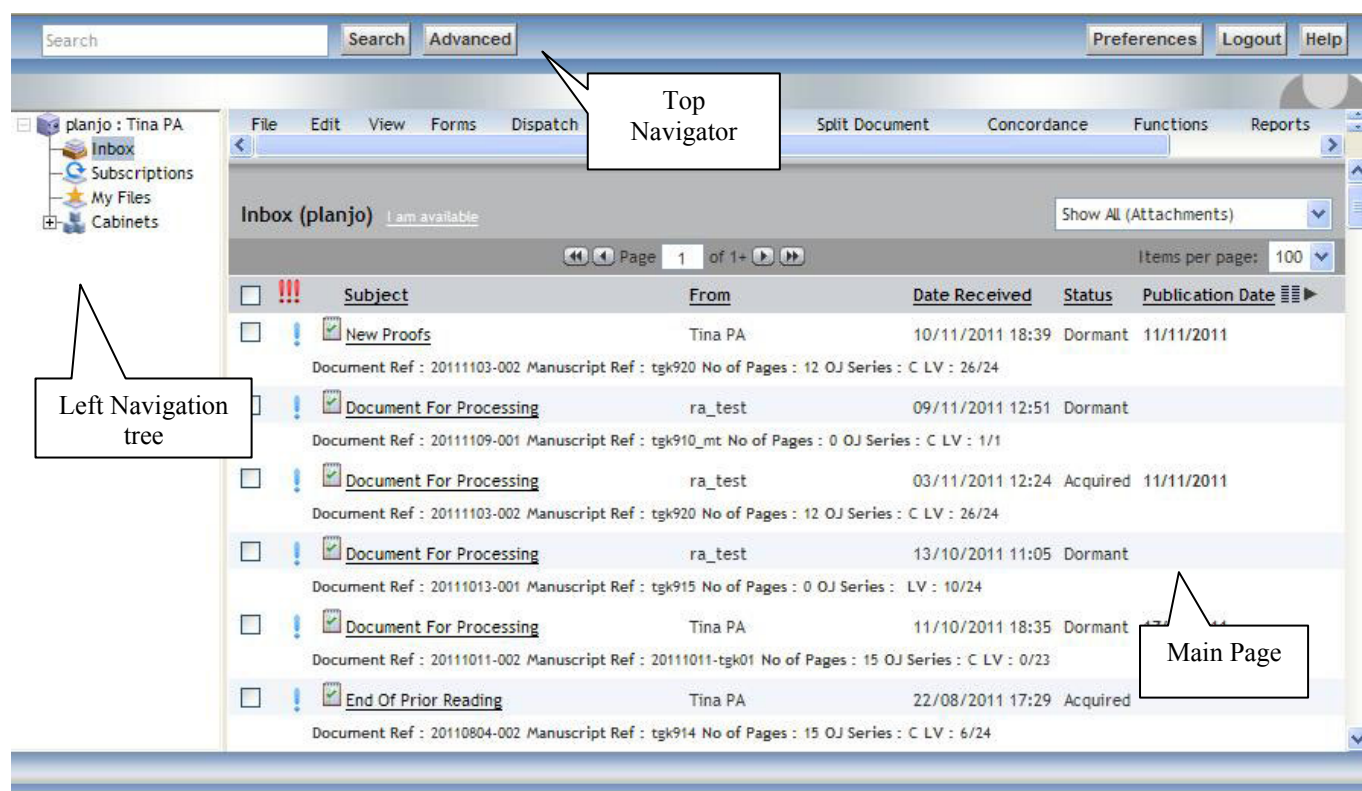 Search Search Advanced Preferences Logout Help
Top
Navigator
planjo : Tina PA
Inbox
Subscriptions
My Files
Cabinets
Left Navigation
tree
File Edit View Forms Dispatch Split Document Concordance Functions Reports
Inbox (planjo) I am available Show All (Attachments)
Page 1 of 1+ Items per page: 100
!!! Subject From Date Received Status Publication Date
New Proofs Tina PA 10/11/2011 18:39 Dormant 11/11/2011
Document Ref : 20111103-002 Manuscript Ref : tgk920 No of Pages : 12 OJ Series : C LV : 26/24
Document For Processing ra_test 09/11/2011 12:51 Dormant
Document Ref : 20111109-001 Manuscript Ref : tgk910_mt No of Pages : 0 OJ Series : C LV : 1/1
Document For Processing ra_test 03/11/2011 12:24 Acquired 11/11/2011
Document Ref : 20111103-002 Manuscript Ref : tgk920 No of Pages : 12 OJ Series : C LV : 26/24
Document For Processing ra_test 13/10/2011 11:05 Dormant
Document Ref : 20111013-001 Manuscript Ref : tgk915 No of Pages : 0 OJ Series : LV : 10/24
Document For Processing Tina PA 11/10/2011 18:35 Dormant
Document Ref : 20111011-002 Manuscript Ref : 20111011-tgk01 No of Pages : 15 OJ Series : C LV : 0/23
Main Page
End Of Prior Reading Tina PA 22/08/2011 17:29 Acquired
Document Ref : 20110804-002 Manuscript Ref : tgk914 No of Pages : 15 OJ Series : C LV : 6/24